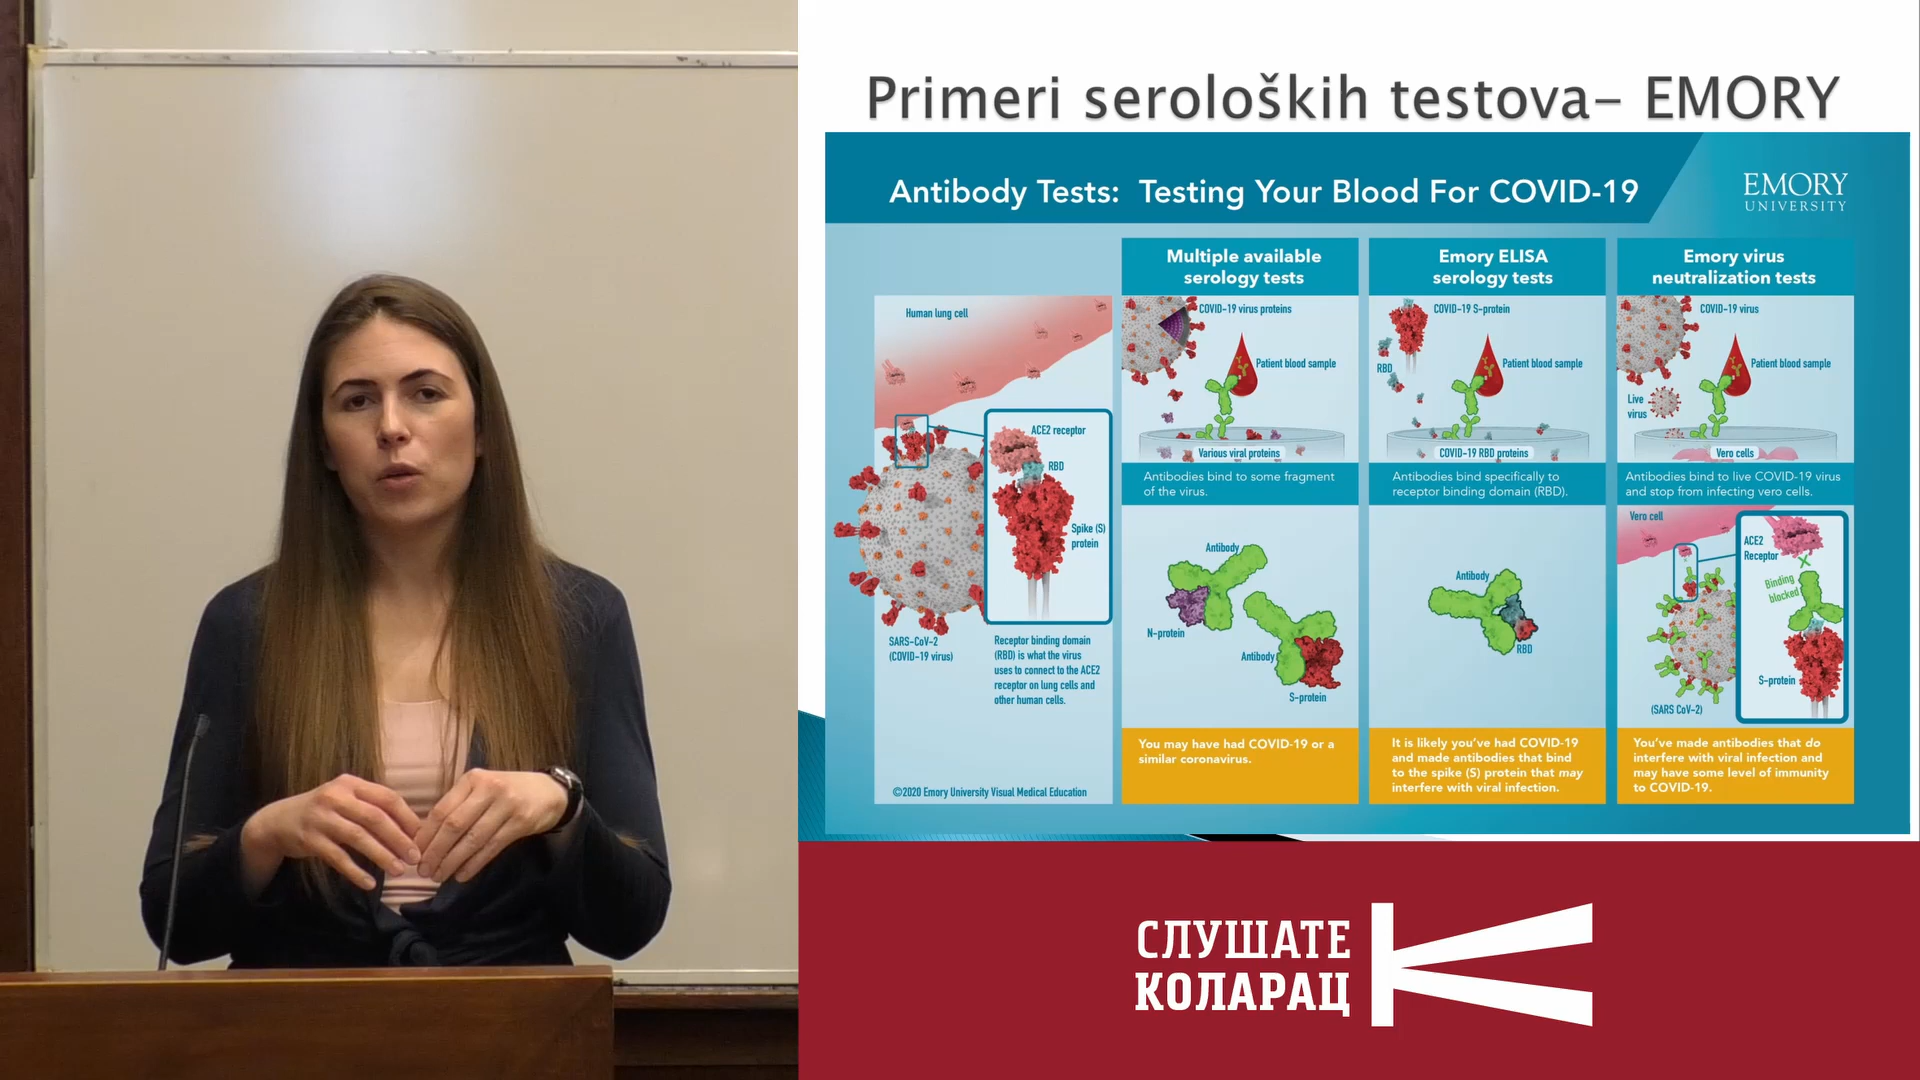 Primeri seroloških testova– EMORY
Antibody Tests: Testing Your Blood For COVID-19
EMORY
UNIVERSITY
Human lung cell
ACE2 receptor
RBD
Spike (S)
protein
SARS-CoV-2
(COVID-19 virus)
Receptor binding domain
(RBD) is what the virus
uses to connect to the ACE2
receptor on lung cells and
other human cells.
©2020 Emory University Visual Medical Education
Multiple available
serology tests
COVID-19 virus proteins
Patient blood sample
Various viral proteins
Antibodies bind to some fragment
of the virus.
Antibody
N-protein
Antibody
S-protein
You may have had COVID-19 or a
similar coronavirus.
Emory ELISA
serology tests
COVID-19 S-protein
RBD
Patient blood sample
COVID-19 RBD proteins
Antibodies bind specifically to
receptor binding domain (RBD).
Antibody
RBD
It is likely you've had COVID-19
and made antibodies that bind
to the spike (S) protein that may
interfere with viral infection.
Emory virus
neutralization tests
COVID-19 virus
Patient blood sample
Live
virus
Vero cells
Antibodies bind to live COVID-19 virus
and stop from infecting vero cells.
Vero cell
ACE2
Receptor
Binding
blocked
S-protein
(SARS CoV-2)
You've made antibodies that do
interfere with viral infection and
may have some level of immunity
to COVID-19.
СЛУШАТЕ
КОЛАРАЦ